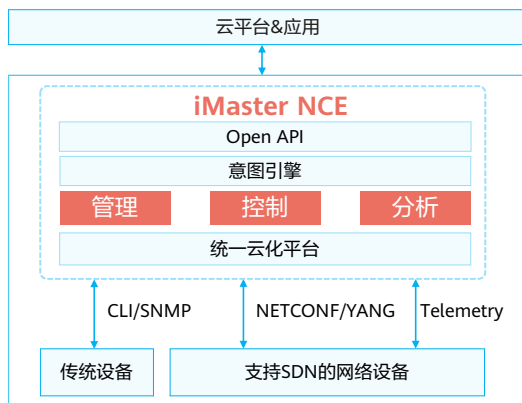 云平台&应用
iMaster NCE
Open API
意图引擎
管理 控制 分析
统一云化平台
CLI/SNMP NETCONF/YANG Telemetry
传统设备 支持SDN的网络设备